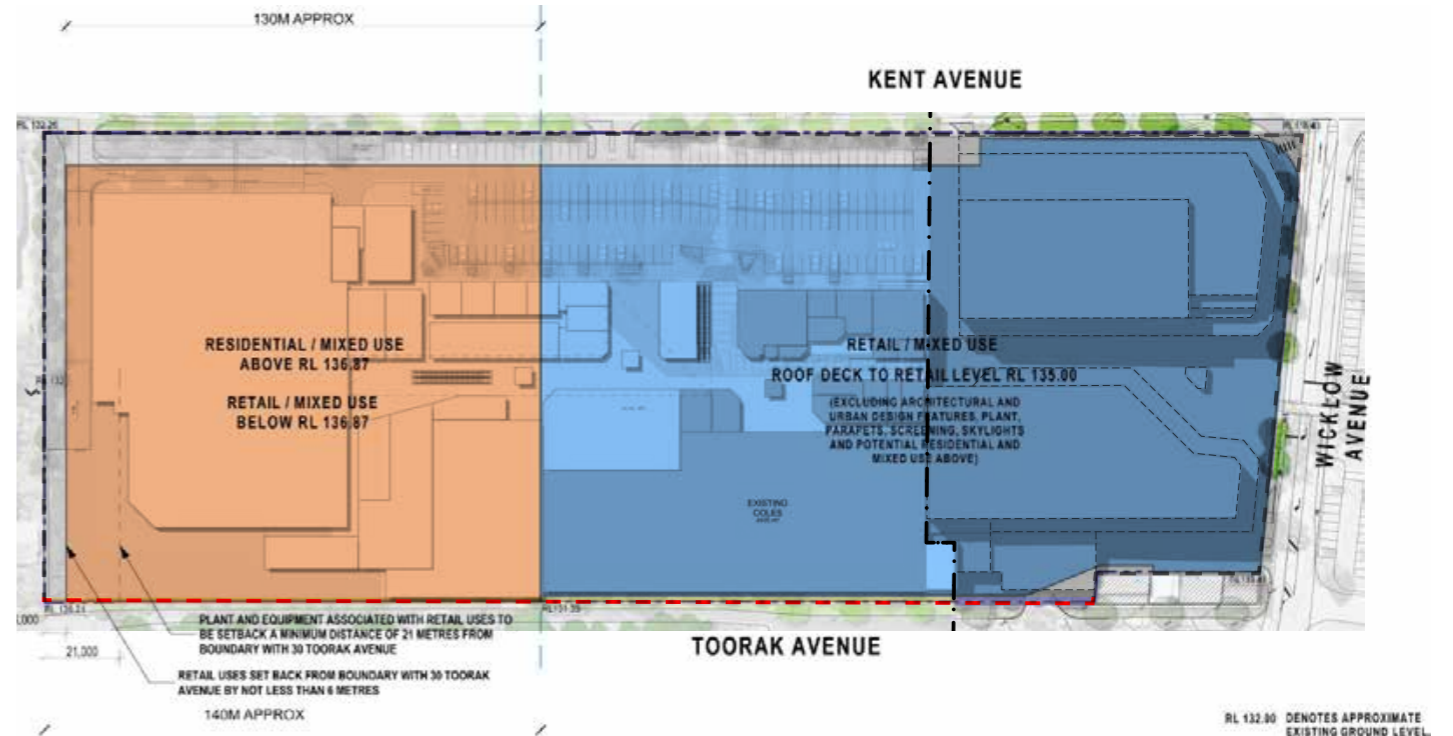 130M APPROX
KENT AVENUE
RESIDENTIAL / MIXED USE
ABOVE RL 136.87
RETAIL / MIXED USE
BELOW RL 136.87
RETAIL / MIXED USE
ROOF DECK TO RETAIL LEVEL RL 135.00
(EXCLUDING ARCHITECTURAL AND
URBAN DESIGN FEATURES, PLANT,
PARAPETS, SCREENING, SKYLIGHTS
AND POTENTIAL RESIDENTIAL AND
MIXED USE ABOVE)
WICKLOW
AVENUE
EXISTING
COLES
PLANT AND EQUIPMENT ASSOCIATED WITH RETAIL USES TO
BE SETBACK A MINIMUM DISTANCE OF 21 METRES FROM
BOUNDARY WITH 30 TOORAK AVENUE
TOORAK AVENUE
21,000
RETAIL USES SET BACK FROM BOUNDARY WITH 30 TOORAK
AVENUE BY NOT LESS THAN 6 METRES
140M APPROX
RL 132.00 DENOTES APPROXIMATE
EXISTING GROUND LEVEL.